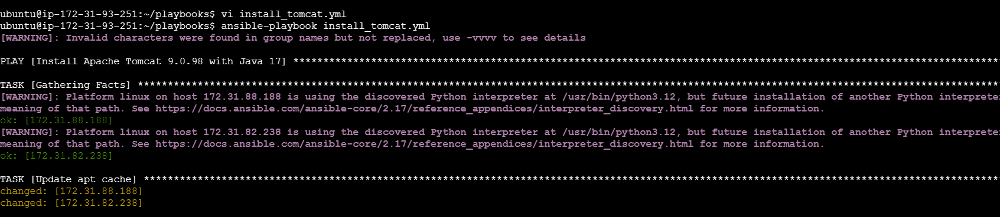 ubuntu@ip-172-31-93-251:~/playbooks$ vi install_tomcat.yml
ubuntu@ip-172-31-93-251:~/playbooks$ ansible-playbook install_tomcat.yml
[WARNING]: Invalid characters were found in group names but not replaced, use -vvvv to see details
PLAY [Install Apache Tomcat 9.0.98 with Java 17] **********************************************************************************************************************
TASK [Gathering Facts] ************************************************************************************************************************************************
[WARNING]: Platform linux on host 172.31.88.188 is using the discovered Python interpreter at /usr/bin/python3.12, but future installation of another Python interprete
meaning of that path. See https://docs.ansible.com/ansible-core/2.17/reference_appendices/interpreter_discovery.html for more information.
ok: [172.31.88.188]
[WARNING]: Platform linux on host 172.31.82.238 is using the discovered Python interpreter at /usr/bin/python3.12, but future installation of another Python interprete
meaning of that path. See https://docs.ansible.com/ansible-core/2.17/reference_appendices/interpreter_discovery.html for more information.
ok: [172.31.82.238]
TASK [Update apt cache] ***********************************************************************************************************************************************
changed: [172.31.88.188]
changed: [172.31.82.238]